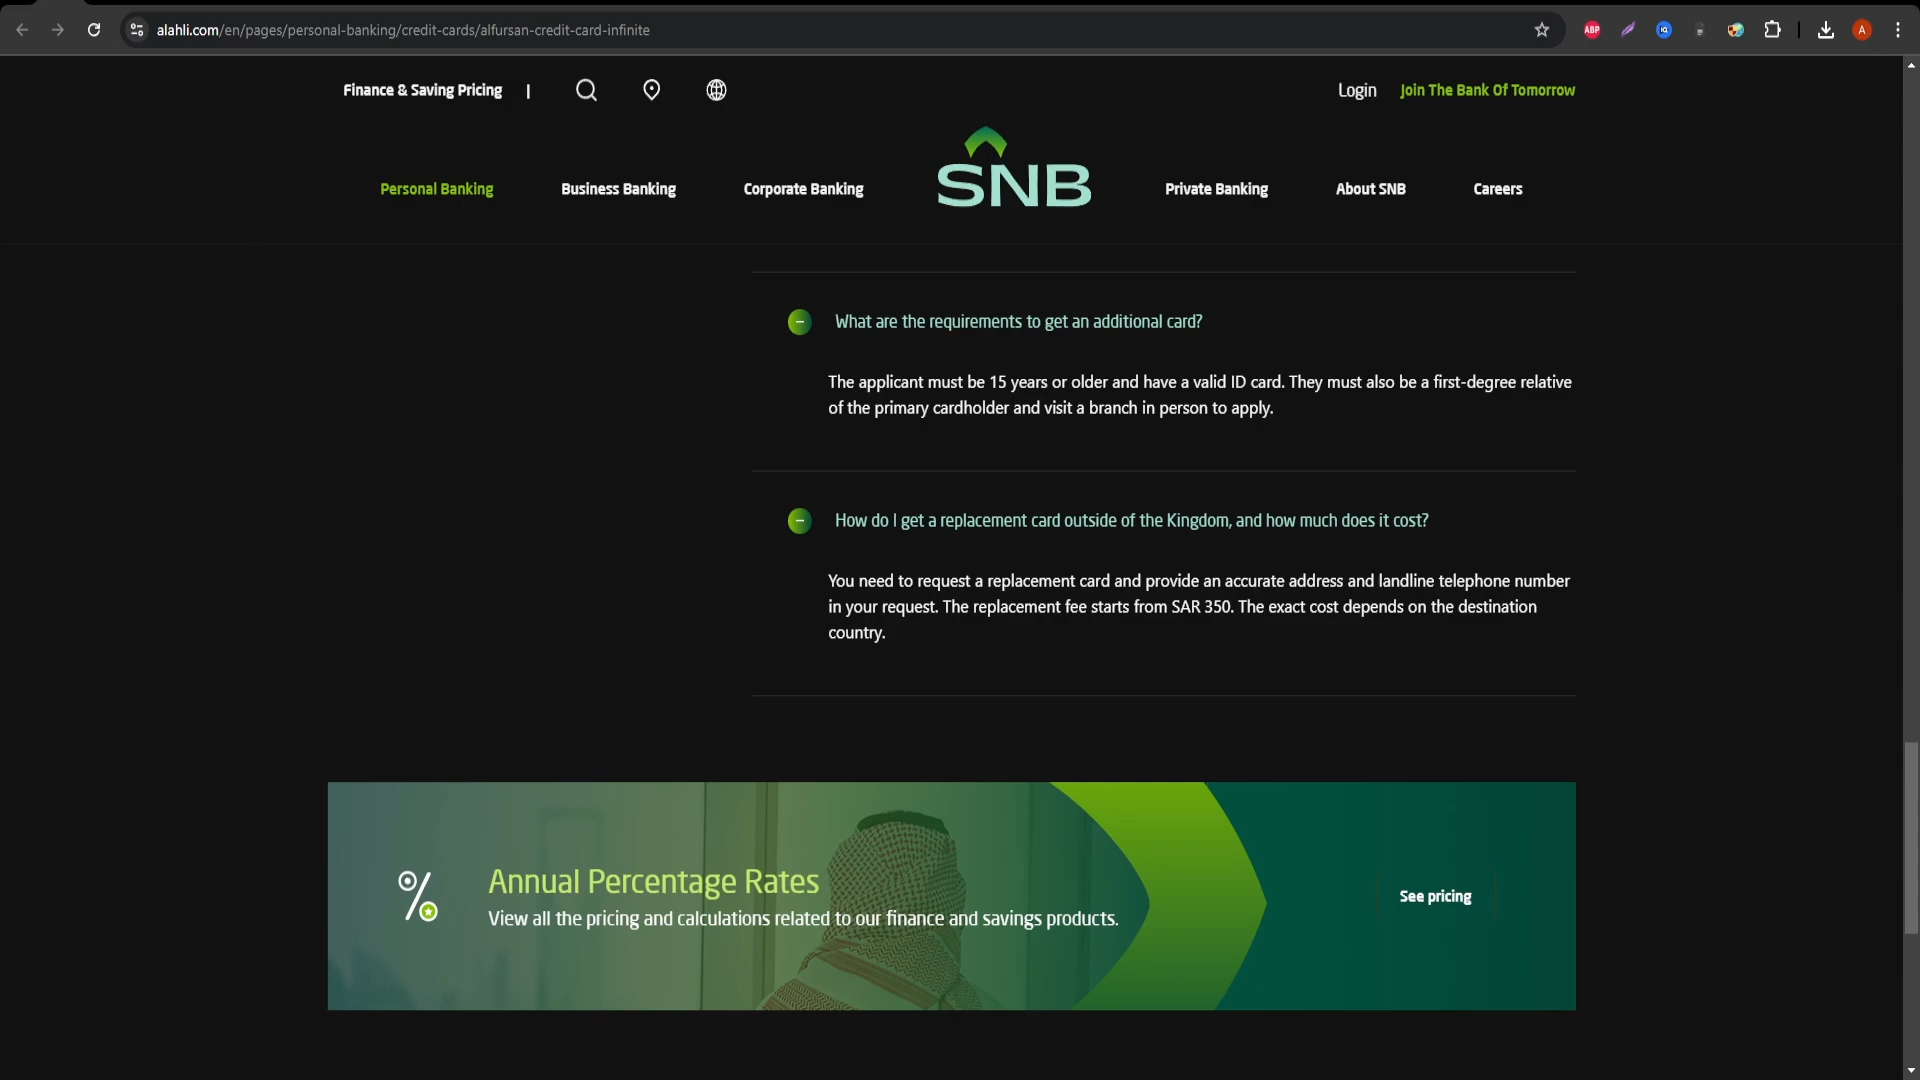 alahli.com/en/pages/personal-banking/credit-cards/alfursan-credit-card-infinite
ABP
A
Finance & Saving Pricing |
Login
Join The Bank Of Tomorrow
Personal Banking
Business Banking
Corporate Banking
SNB
Private Banking
About SNB
Careers
What are the requirements to get an additional card?
The applicant must be 15 years or older and have a valid ID card. They must also be a first-degree relative
of the primary cardholder and visit a branch in person to apply.
How do I get a replacement card outside of the Kingdom, and how much does it cost?
You need to request a replacement card and provide an accurate address and landline telephone number
in your request. The replacement fee starts from SAR 350. The exact cost depends on the destination
country.
%
Annual Percentage Rates
View all the pricing and calculations related to our finance and savings products.
See pricing